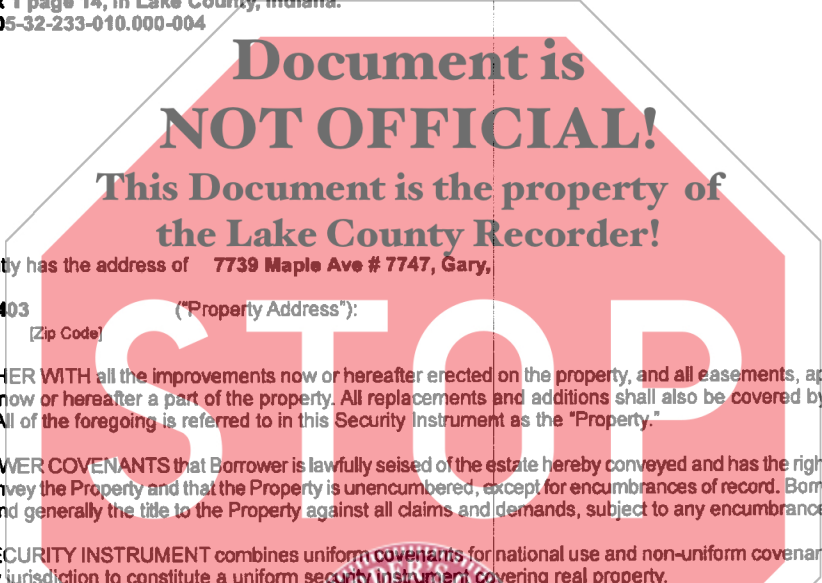 1 page 14, in Lake County, Indiana.
05-32-233-010.000-004
Document is
NOT OFFICIAL!
This Document is the property of
the Lake County Recorder!
tly has the address of 7739 Maple Ave # 7747, Gary,
403 ("Property Address"):
[Zip Code]
HER WITH all the improvements now or hereafter erected on the property, and all easements, ap
now or hereafter a part of the property. All replacements and additions shall also be covered by
All of the foregoing is referred to in this Security Instrument as the "Property."
WER COVENANTS that Borrower is lawfully seised of the estate hereby conveyed and has the righ
nvey the Property and that the Property is unencumbered, except for encumbrances of record. Borr
nd generally the title to the Property against all claims and demands, subject to any encumbrance
ECURITY INSTRUMENT combines uniform covenants for national use and non-uniform covenan
jurisdiction to constitute a uniform security instrument covering real property.
STOP